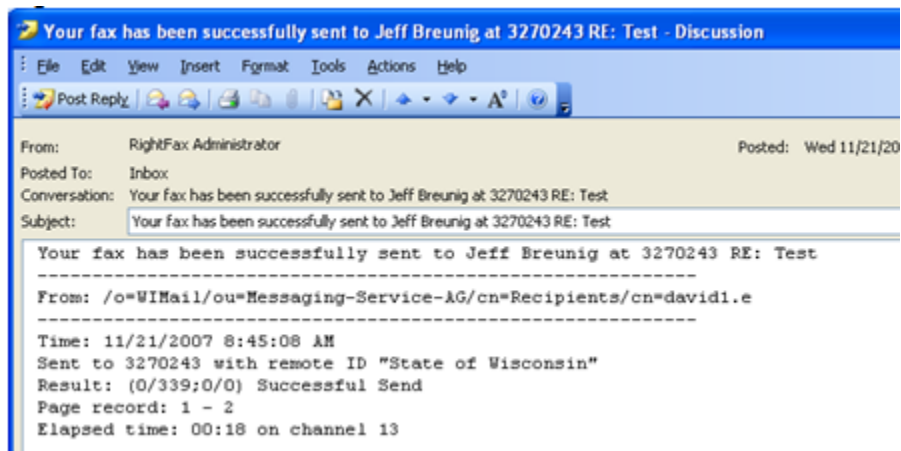 Your fax has been successfully sent to Jeff Breunig at 3270243 RE: Test - Discussion
File Edit View Insert Format Tools Actions Help
Post Reply
From: RightFax Administrator Posted: Wed 11/21/20
Posted To: Inbox
Conversation: Your fax has been successfully sent to Jeff Breunig at 3270243 RE: Test
Subject: Your fax has been successfully sent to Jeff Breunig at 3270243 RE: Test
Your fax has been successfully sent to Jeff Breunig at 3270243 RE: Test
------------------------------------------------------------
From: /o=WIMail/ou=Messaging-Service-AG/cn=Recipients/cn=david1.e
------------------------------------------------------------
Time: 11/21/2007 8:45:08 AM
Sent to 3270243 with remote ID "State of Wisconsin"
Result: (0/339;0/0) Successful Send
Page record: 1 - 2
Elapsed time: 00:18 on channel 13